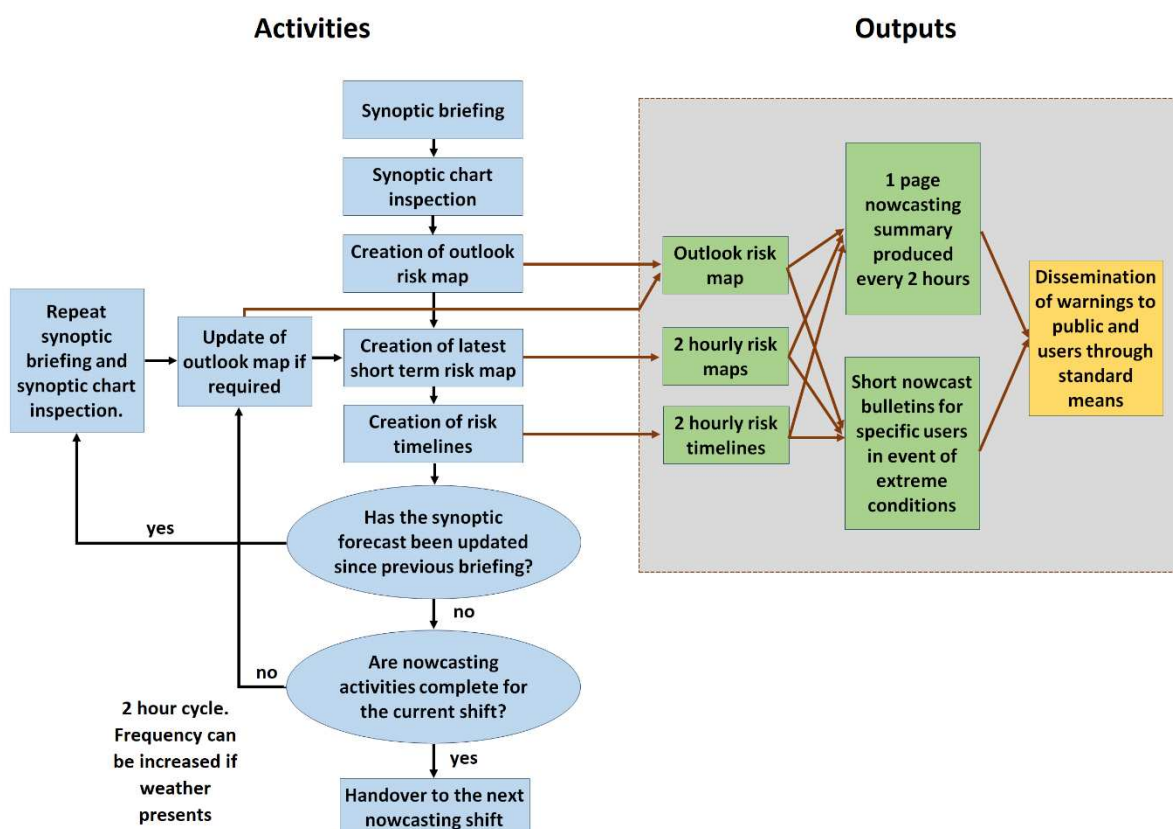 Activities
Outputs
Synoptic briefing
Synoptic chart
inspection
Creation of outlook
risk map
Repeat
synoptic
briefing and
synoptic chart
inspection.
Update of
outlook map if
required
Creation of latest
short term risk map
Creation of risk
timelines
Has the synoptic
forecast been updated
since previous briefing?
yes
no
Are nowcasting
activities complete for
the current shift?
no
yes
2 hour cycle.
Frequency can
be increased if
weather
presents
Handover to the next
nowcasting shift
Outlook risk
map
2 hourly risk
maps
2 hourly risk
timelines
1 page
nowcasting
summary
produced
every 2 hours
Short nowcast
bulletins for
specific users
in event of
extreme
conditions
Dissemination
of warnings to
public and
users through
standard
means